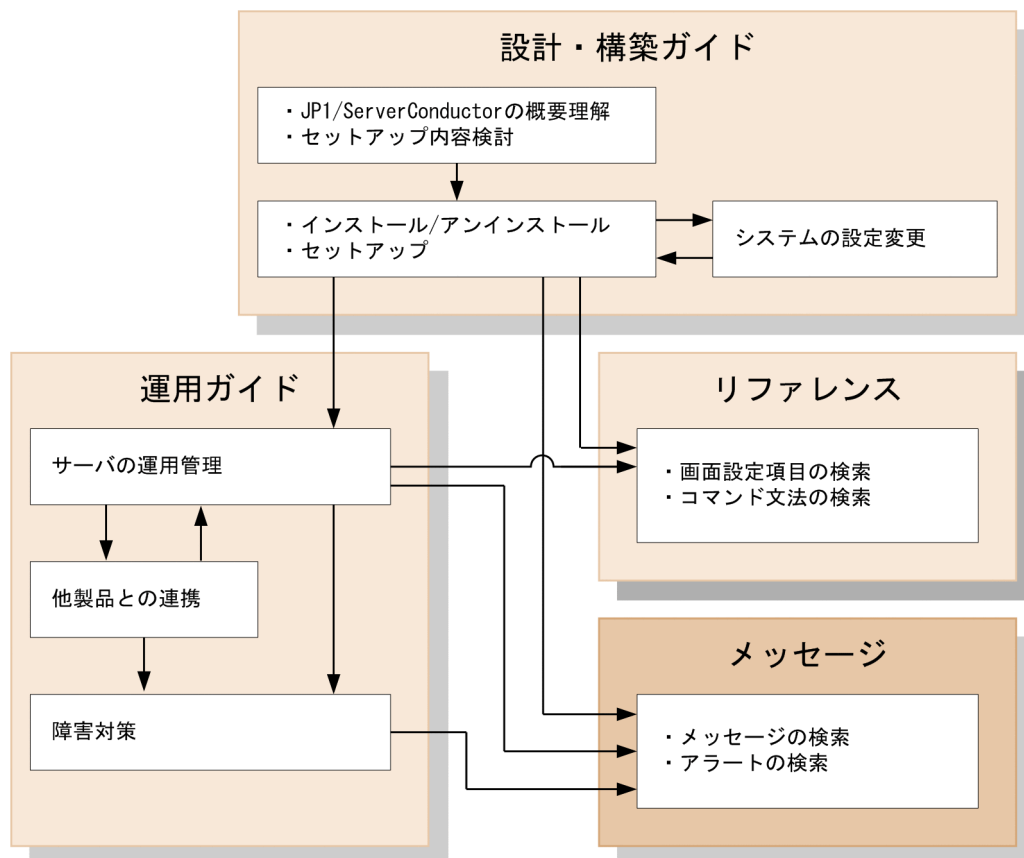 設計・構築ガイド
・JP1/ServerConductorの概要理解
・セットアップ内容検討
・インストール/アンインストール
・セットアップ
システムの設定変更
運用ガイド
サーバの運用管理
他製品との連携
障害対策
リファレンス
・画面設定項目の検索
・コマンド文法の検索
メッセージ
・メッセージの検索
・アラートの検索